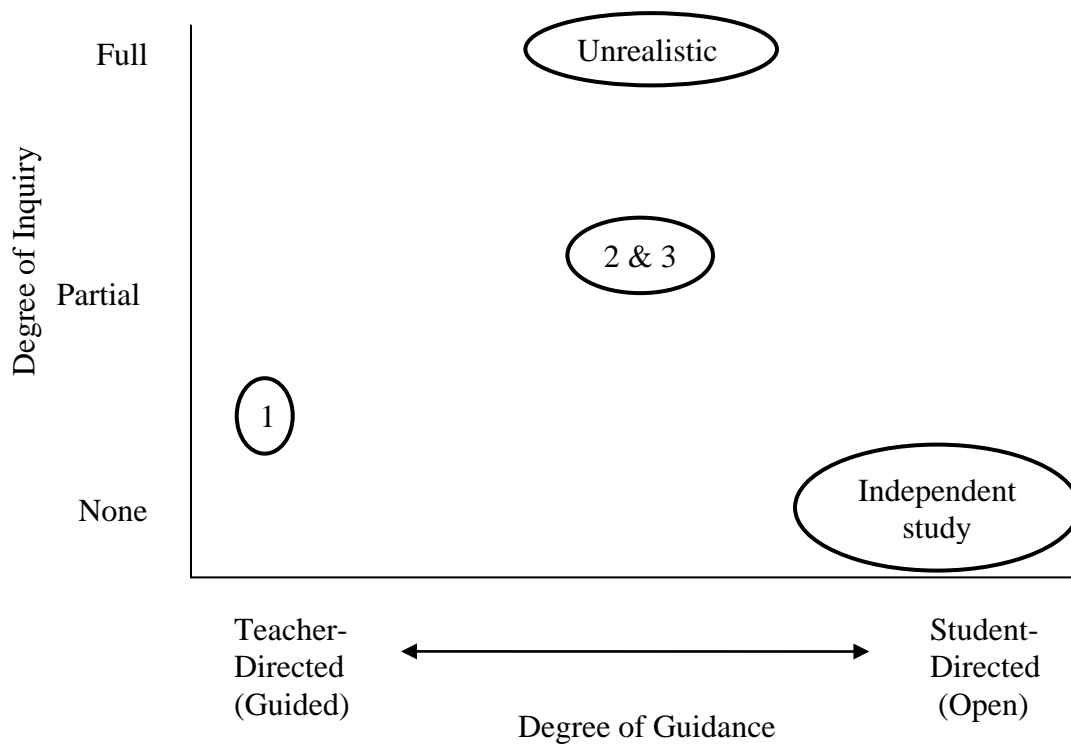 Full
Unrealistic
Degree of Inquiry
2 & 3
Partial
1
None
Independent
study
Teacher-
Directed
(Guided)
Student-
Directed
(Open)
Degree of Guidance